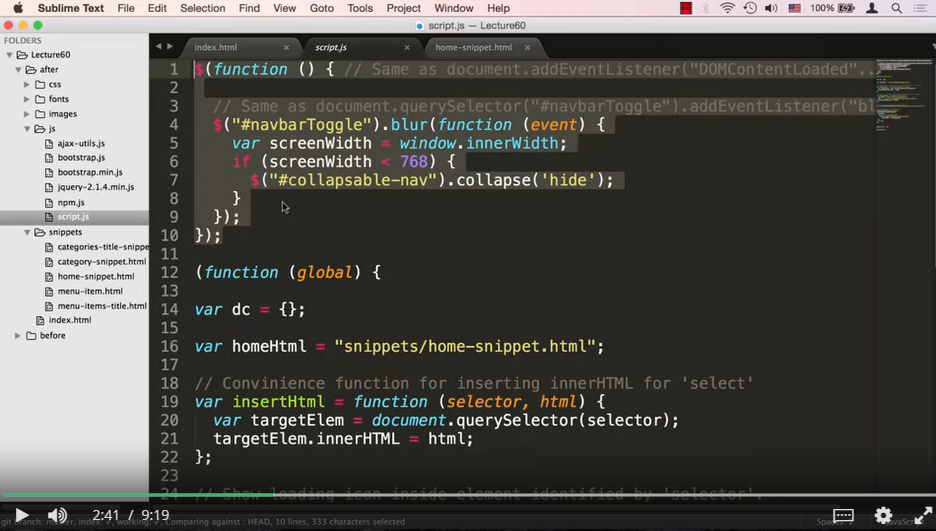 Sublime Text File Edit Selection Find View Goto Tools Project Window Help 100%
script.js — Lecture60
FOLDERS
Lecture60
after
css
fonts
images
js
ajax-utils.js
bootstrap.js
bootstrap.min.js
jquery-2.1.4.min.js
npm.js
script.js
snippets
categories-title-snippe
category-snippet.html
home-snippet.html
menu-item.html
menu-items-title.html
index.html
before
index.html script.js home-snippet.html
1 $(function () { // Same as document.addEventListener("DOMContentLoaded"...
2
3 // Same as document.querySelector("#navbarToggle").addEventListener("bl
4 $("#navbarToggle").blur(function (event) {
5 var screenWidth = window.innerWidth;
6 if (screenWidth < 768) {
7 $("#collapsable-nav").collapse('hide');
8 }
9 });
10 });
11
12 (function (global) {
13
14 var dc = {};
15
16 var homeHtml = "snippets/home-snippet.html";
17
18 // Convinience function for inserting innerHTML for 'select'
19 var insertHtml = function (selector, html) {
20 var targetElem = document.querySelector(selector);
21 targetElem.innerHTML = html;
22 };
23
24 // Show loading icon inside element identified by 'selector'.
2:41 / 9:19
git branch: master, index: ✓, working: ✓, Comparing against : HEAD, 10 lines, 333 characters selected